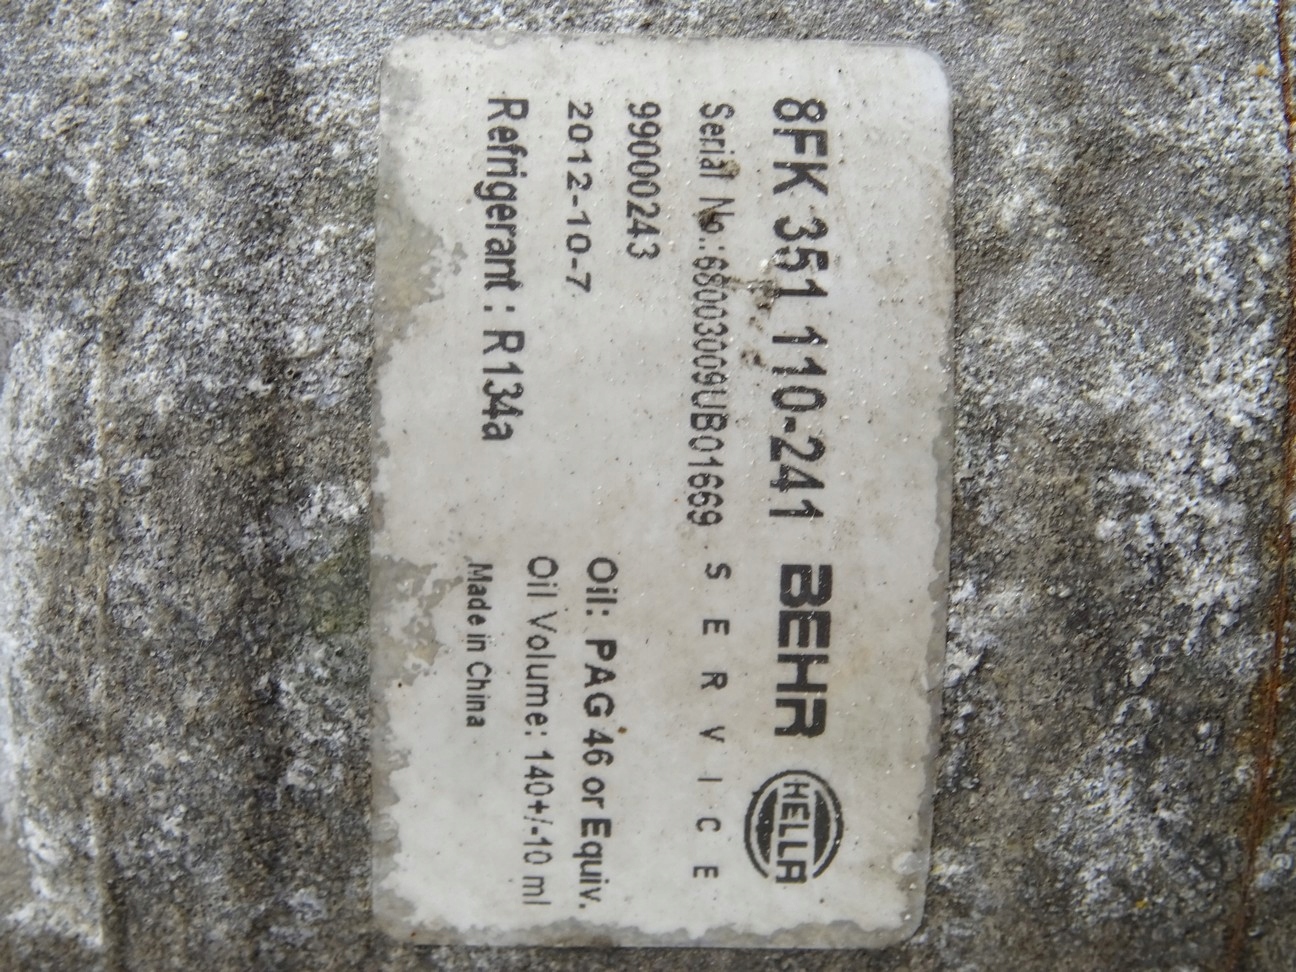 8FK 351 110-241 BEHR HELLA
Serial No.:68003009UB01669 SERVICE
99000243
2012-10-7
Refrigerant : R134a
Oil: PAG 46 or Equiv.
Oil Volume: 140+/-10 ml
Made in China